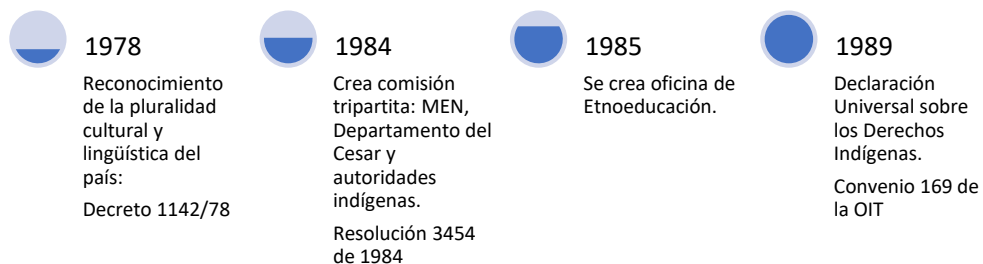 1978
Reconocimiento
de la pluralidad
cultural y
lingüística del
país:
Decreto 1142/78
1984
Crea comisión
tripartita: MEN,
Departamento del
Cesar y
autoridades
indígenas.
Resolución 3454
de 1984
1985
Se crea oficina de
Etnoeducación.
1989
Declaración
Universal sobre
los Derechos
Indígenas.
Convenio 169 de
la OIT